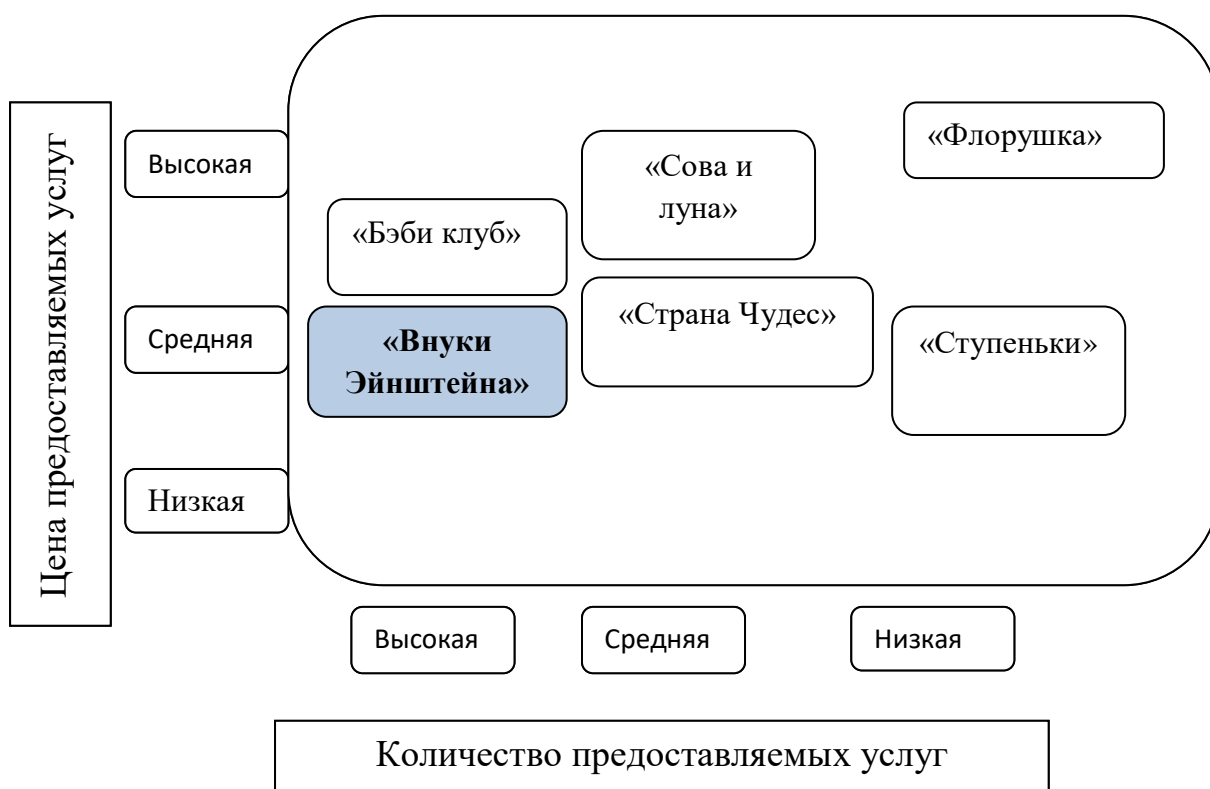 Цена предоставляемых услуг
Высокая
Средняя
Низкая
«Флорушка»
«Сова и
луна»
«Бэби клуб»
«Страна Чудес»
«Внуки
Эйнштейна»
«Ступеньки»
Высокая
Средняя
Низкая
Количество предоставляемых услуг